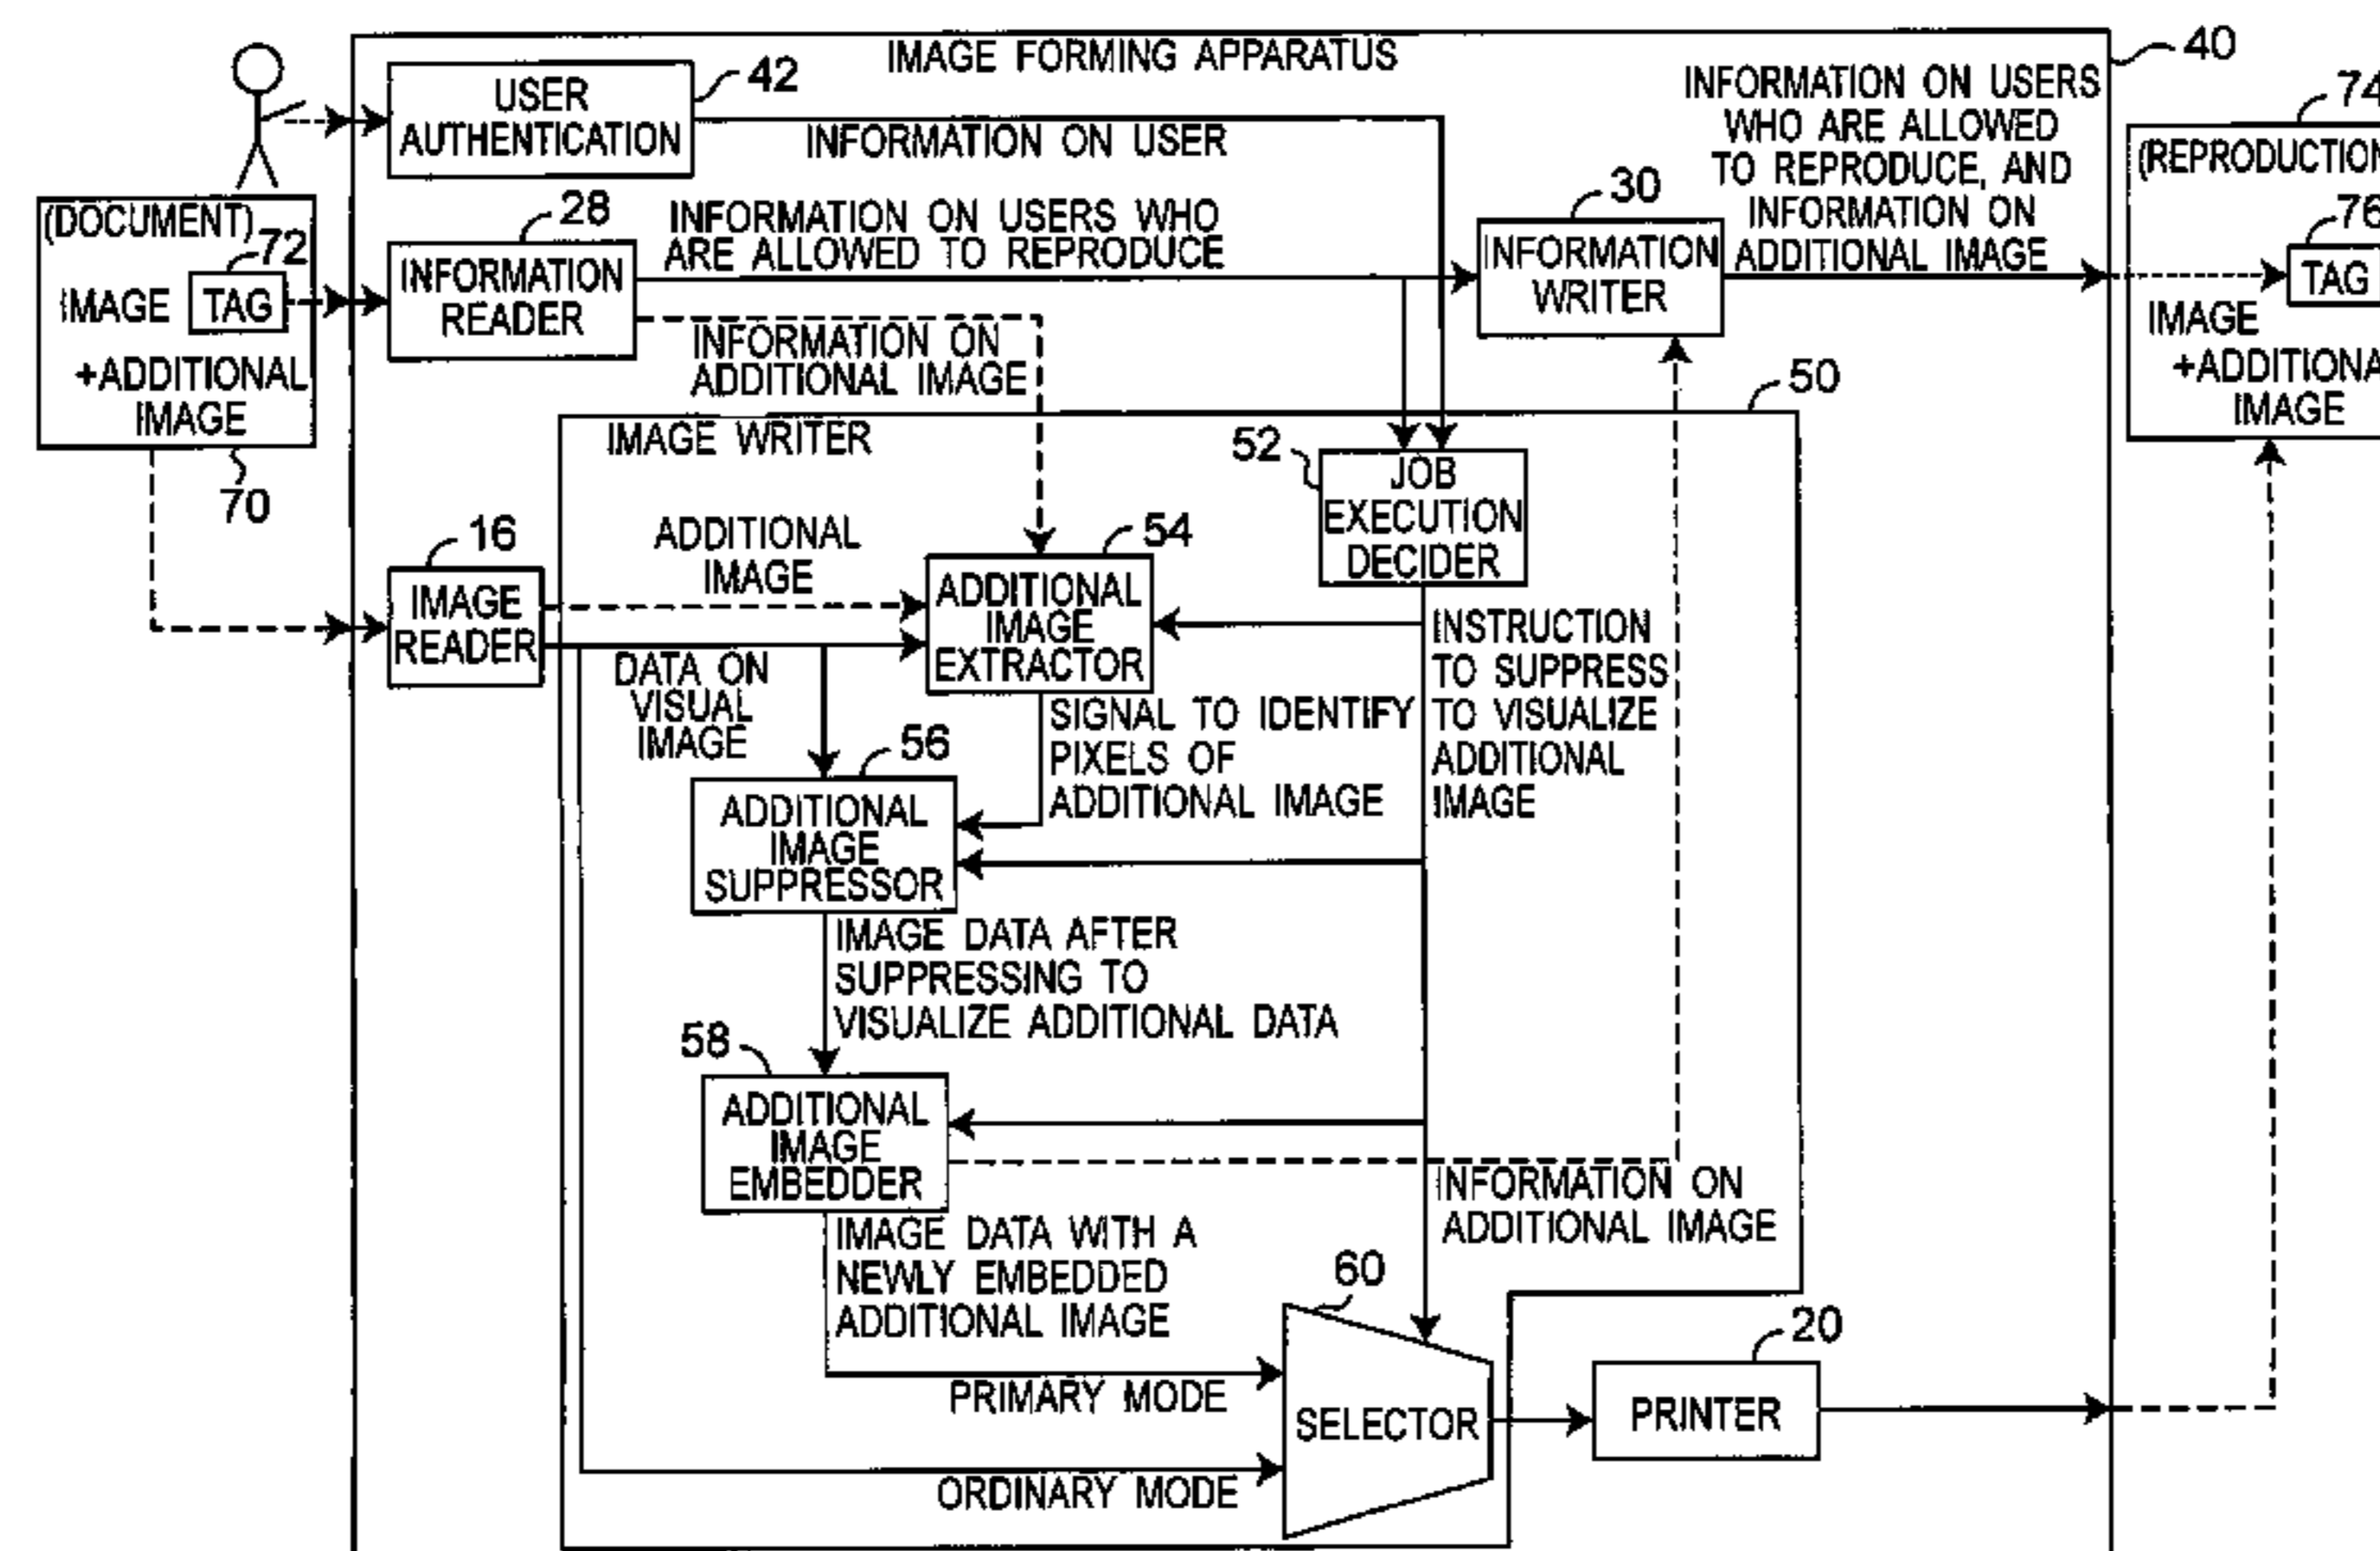 IMAGE FORMING APPARATUS
40
USER
AUTHENTICATION
42
INFORMATION ON USER
(DOCUMENT)
72
IMAGE
TAG
+ADDITIONAL
IMAGE
70
28
INFORMATION
READER
INFORMATION ON USERS WHO
ARE ALLOWED TO REPRODUCE
INFORMATION ON
ADDITIONAL IMAGE
30
INFORMATION
WRITER
INFORMATION ON USERS
WHO ARE ALLOWED
TO REPRODUCE, AND
INFORMATION ON
ADDITIONAL IMAGE
74
(REPRODUCTION
76
TAG
IMAGE
+ADDITIONA
IMAGE
50
IMAGE WRITER
52
JOB
EXECUTION
DECIDER
16
IMAGE
READER
ADDITIONAL
IMAGE
54
ADDITIONAL
IMAGE
EXTRACTOR
DATA ON
VISUAL
IMAGE
INSTRUCTION
TO SUPPRESS
TO VISUALIZE
ADDITIONAL
IMAGE
SIGNAL TO IDENTIFY
PIXELS OF
ADDITIONAL IMAGE
56
ADDITIONAL
IMAGE
SUPPRESSOR
IMAGE DATA AFTER
SUPPRESSING TO
VISUALIZE ADDITIONAL DATA
58
ADDITIONAL
IMAGE
EMBEDDER
INFORMATION ON
ADDITIONAL IMAGE
IMAGE DATA WITH A
NEWLY EMBEDDED
ADDITIONAL IMAGE
60
PRIMARY MODE
SELECTOR
ORDINARY MODE
20
PRINTER